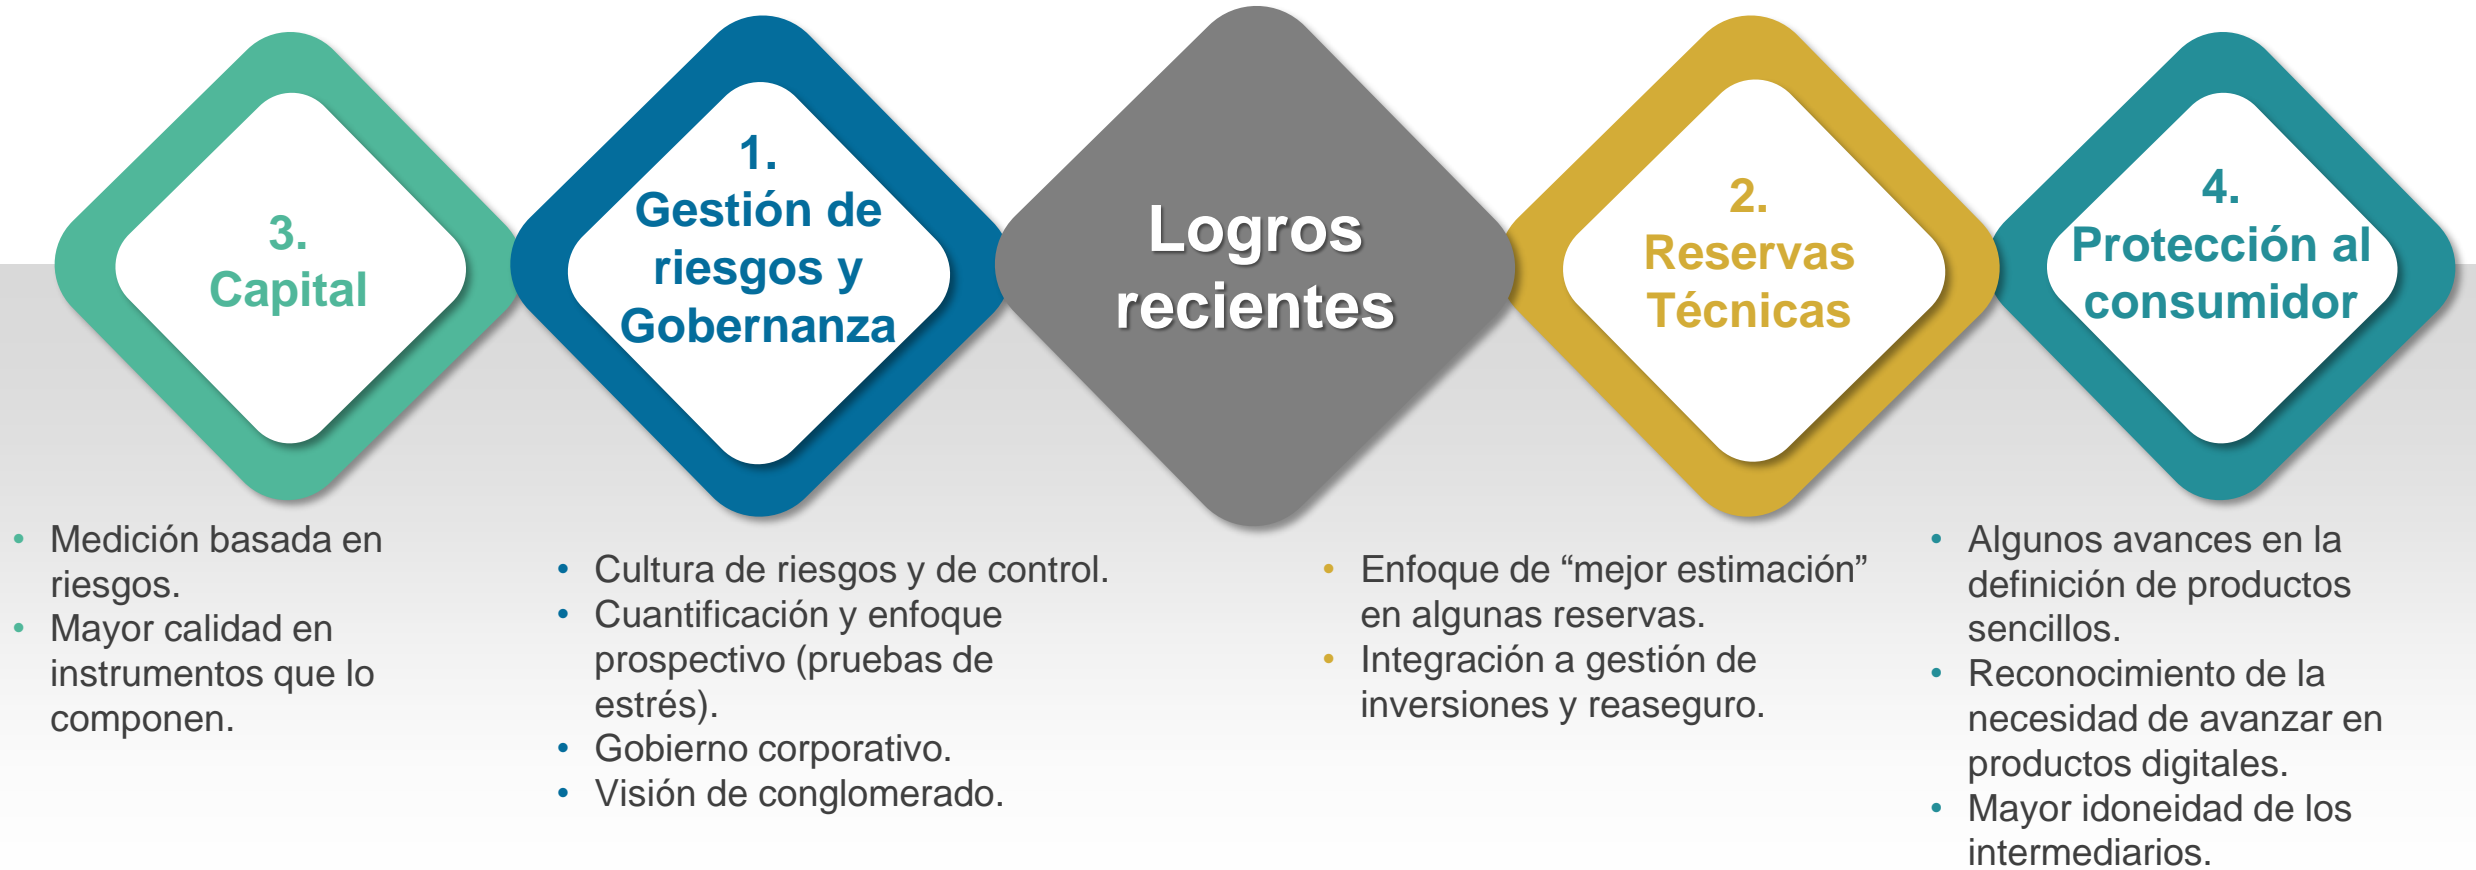 3.
Capital
• Medición basada en
riesgos.
• Mayor calidad en
instrumentos que lo
componen.
1.
Gestión de
riesgos y
Gobernanza
• Cultura de riesgos y de control.
• Cuantificación y enfoque
prospectivo (pruebas de
estrés).
• Gobierno corporativo.
• Visión de conglomerado.
Logros
recientes
2.
Reservas
Técnicas
• Enfoque de “mejor estimación”
en algunas reservas.
• Integración a gestión de
inversiones y reaseguro.
4.
Protección al
consumidor
• Algunos avances en la
definición de productos
sencillos.
• Reconocimiento de la
necesidad de avanzar en
productos digitales.
• Mayor idoneidad de los
intermediarios.